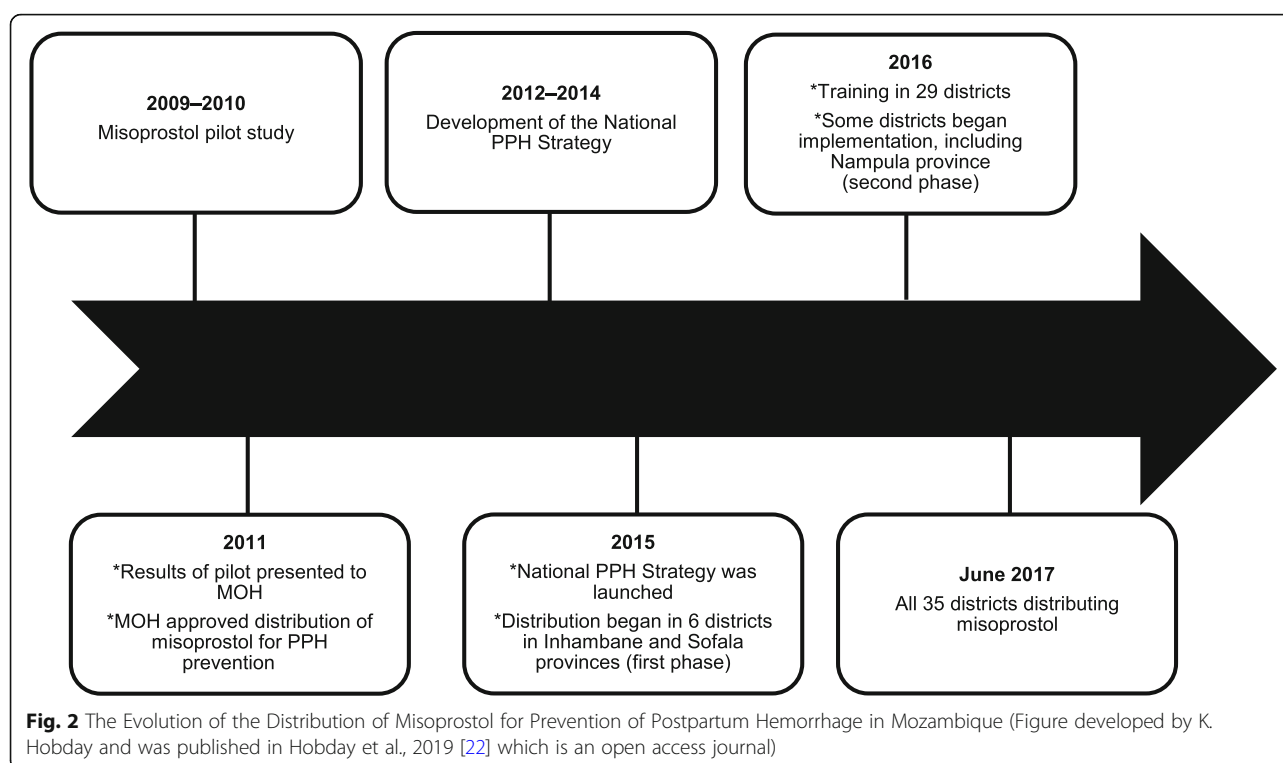 2009–2010
Misoprostol pilot study
2012–2014
Development of the National
PPH Strategy
2016
*Training in 29 districts
*Some districts began
implementation, including
Nampula province
(second phase)
2011
*Results of pilot presented to
MOH
*MOH approved distribution of
misoprostol for PPH
prevention
2015
*National PPH Strategy was
launched
*Distribution began in 6 districts
in Inhambane and Sofala
provinces (first phase)
June 2017
All 35 districts distributing
misoprostol
Fig. 2 The Evolution of the Distribution of Misoprostol for Prevention of Postpartum Hemorrhage in Mozambique (Figure developed by K.
Hobday and was published in Hobday et al., 2019 [22] which is an open access journal)